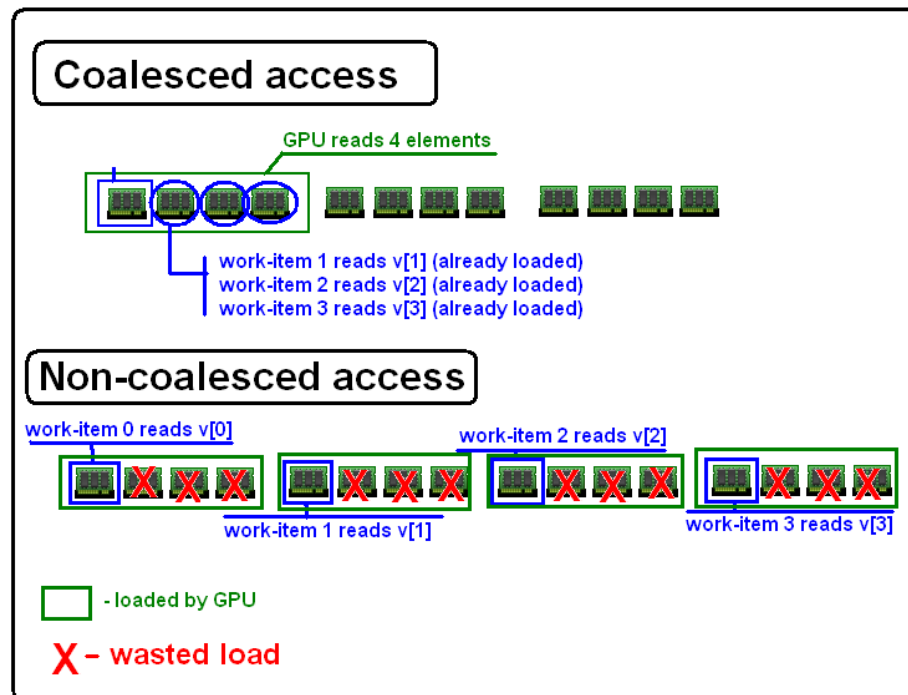 Coalesced access
GPU reads 4 elements
work-item 1 reads v[1] (already loaded)
work-item 2 reads v[2] (already loaded)
work-item 3 reads v[3] (already loaded)
Non-coalesced access
work-item 0 reads v[0]
work-item 2 reads v[2]
X X X X X X X X X X X X
work-item 1 reads v[1]
work-item 3 reads v[3]
- loaded by GPU
X – wasted load